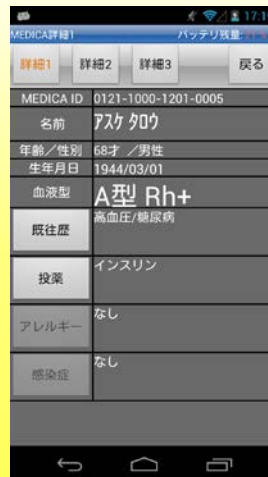 17:1
MEDICA詳細1 バッテリ残量:
詳細1 詳細2 詳細3 戻る
MEDICA ID 0121-1000-1201-0005
名前 アスケ タロウ
年齢／性別 68才 ／男性
生年月日 1944/03/01
血液型 A型 Rh+
既往歴 高血圧/糖尿病
投薬 インスリン
アレルギー なし
感染症 なし